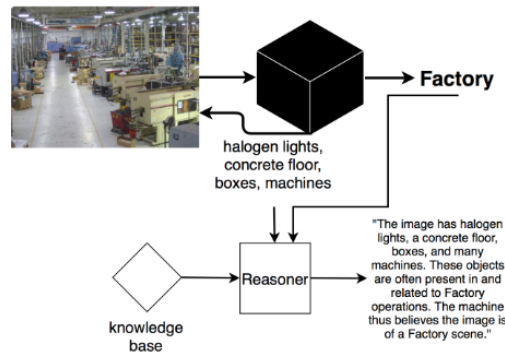 Factory
halogen lights,
concrete floor,
boxes, machines
"The image has halogen
lights, a concrete floor,
boxes, and many
machines. These objects
are often present in and
related to Factory
operations. The machine
thus believes the image is
of a Factory scene."
Reasoner
knowledge
base